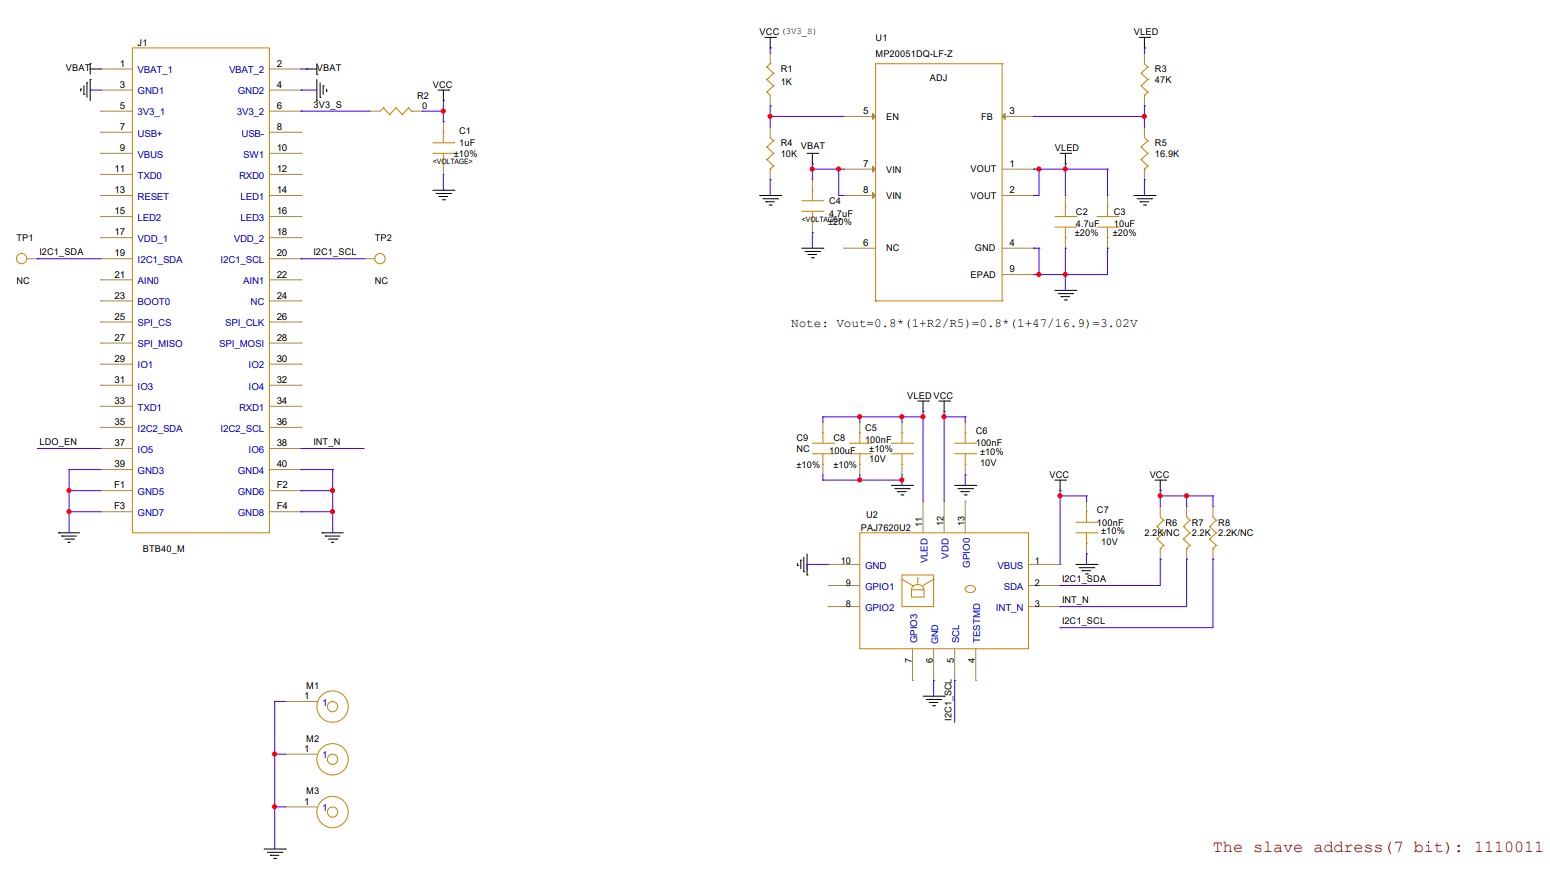 J1
VBAT 1 VBAT_1 VBAT_2 2 VBAT
3 GND1 GND2 4
5 3V3_1 3V3_2 6 3V3_S
7 USB+ USB- 8
9 VBUS SW1 10
11 TXD0 RXD0 12
13 RESET LED1 14
15 LED2 LED3 16
17 VDD_1 VDD_2 18
I2C1_SDA 19 I2C1_SDA I2C1_SCL 20 I2C1_SCL
21 AIN0 AIN1 22
23 BOOT0 NC 24
25 SPI_CS SPI_CLK 26
27 SPI_MISO SPI_MOSI 28
29 IO1 IO2 30
31 IO3 IO4 32
33 TXD1 RXD1 34
35 I2C2_SDA I2C2_SCL 36
LDO_EN 37 IO5 IO6 38 INT_N
39 GND3 GND4 40
F1 GND5 GND6 F2
F3 GND7 GND8 F4
BTB40_M
TP1
NC
TP2
NC
R2
0
VCC
C1
1uF
±10%
<VOLTAGE>
M1
1 1
M2
1 1
M3
1 1
VCC (3V3_S)
R1
1K
R4
10K
VBAT
C4
4.7uF
±20%
<VOLTAGE>
U1
MP20051DQ-LF-Z
ADJ
5 EN FB 3
7 VIN VOUT 1
8 VIN VOUT 2
6 NC GND 4
EPAD 9
VLED
R3
47K
R5
16.9K
VLED
C2
4.7uF
±20%
C3
10uF
±20%
Note: Vout=0.8*(1+R2/R5)=0.8*(1+47/16.9)=3.02V
VLED VCC
C9
NC
±10%
C8
100uF
±10%
C5
100nF
±10%
10V
C6
100nF
±10%
10V
U2
PAJ7620U2
11 12 13
VLED VDD GPIO0
10 GND VBUS 1
9 GPIO1 SDA 2 I2C1_SDA
8 GPIO2 INT_N 3 INT_N
I2C1_SCL
GPIO3 GND SCL TESTMD
7 6 5 4
I2C1_SCL
VCC
C7
100nF
±10%
10V
VCC
R6
2.2K/NC
R7
2.2K
R8
2.2K/NC
The slave address(7 bit): 1110011